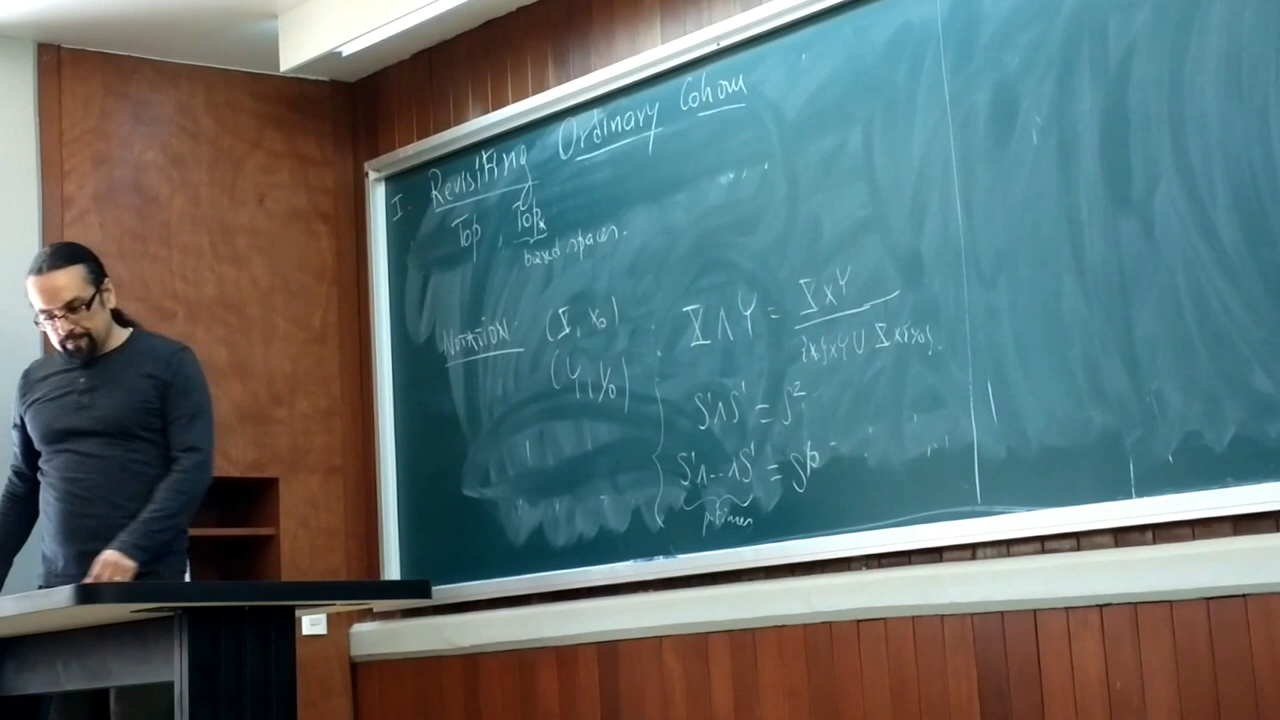 I. Revisiting Ordinary Cohom
Top, Top*
based spaces.
Notation: (X, x₀)
(Y, y₀)
X∧Y = X×Y
{x₀}×Y ∪ X×{y₀}.
S¹∧S¹ = S²
S¹∧...∧S¹ = Sᵖ
p-times